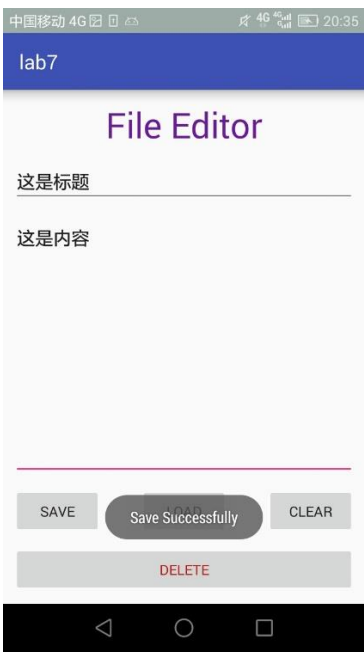 中国移动 4G 20:35
lab7
File Editor
这是标题
这是内容
SAVE LOAD CLEAR
Save Successfully
DELETE